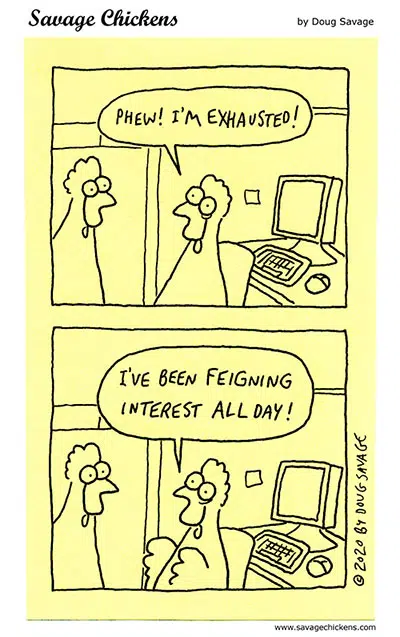 Savage Chickens
by Doug Savage
PHEW! I'M EXHAUSTED!
I'VE BEEN FEIGNING
INTEREST ALL DAY!
© 2020 BY DOUG SAVAGE
www.savagechickens.com